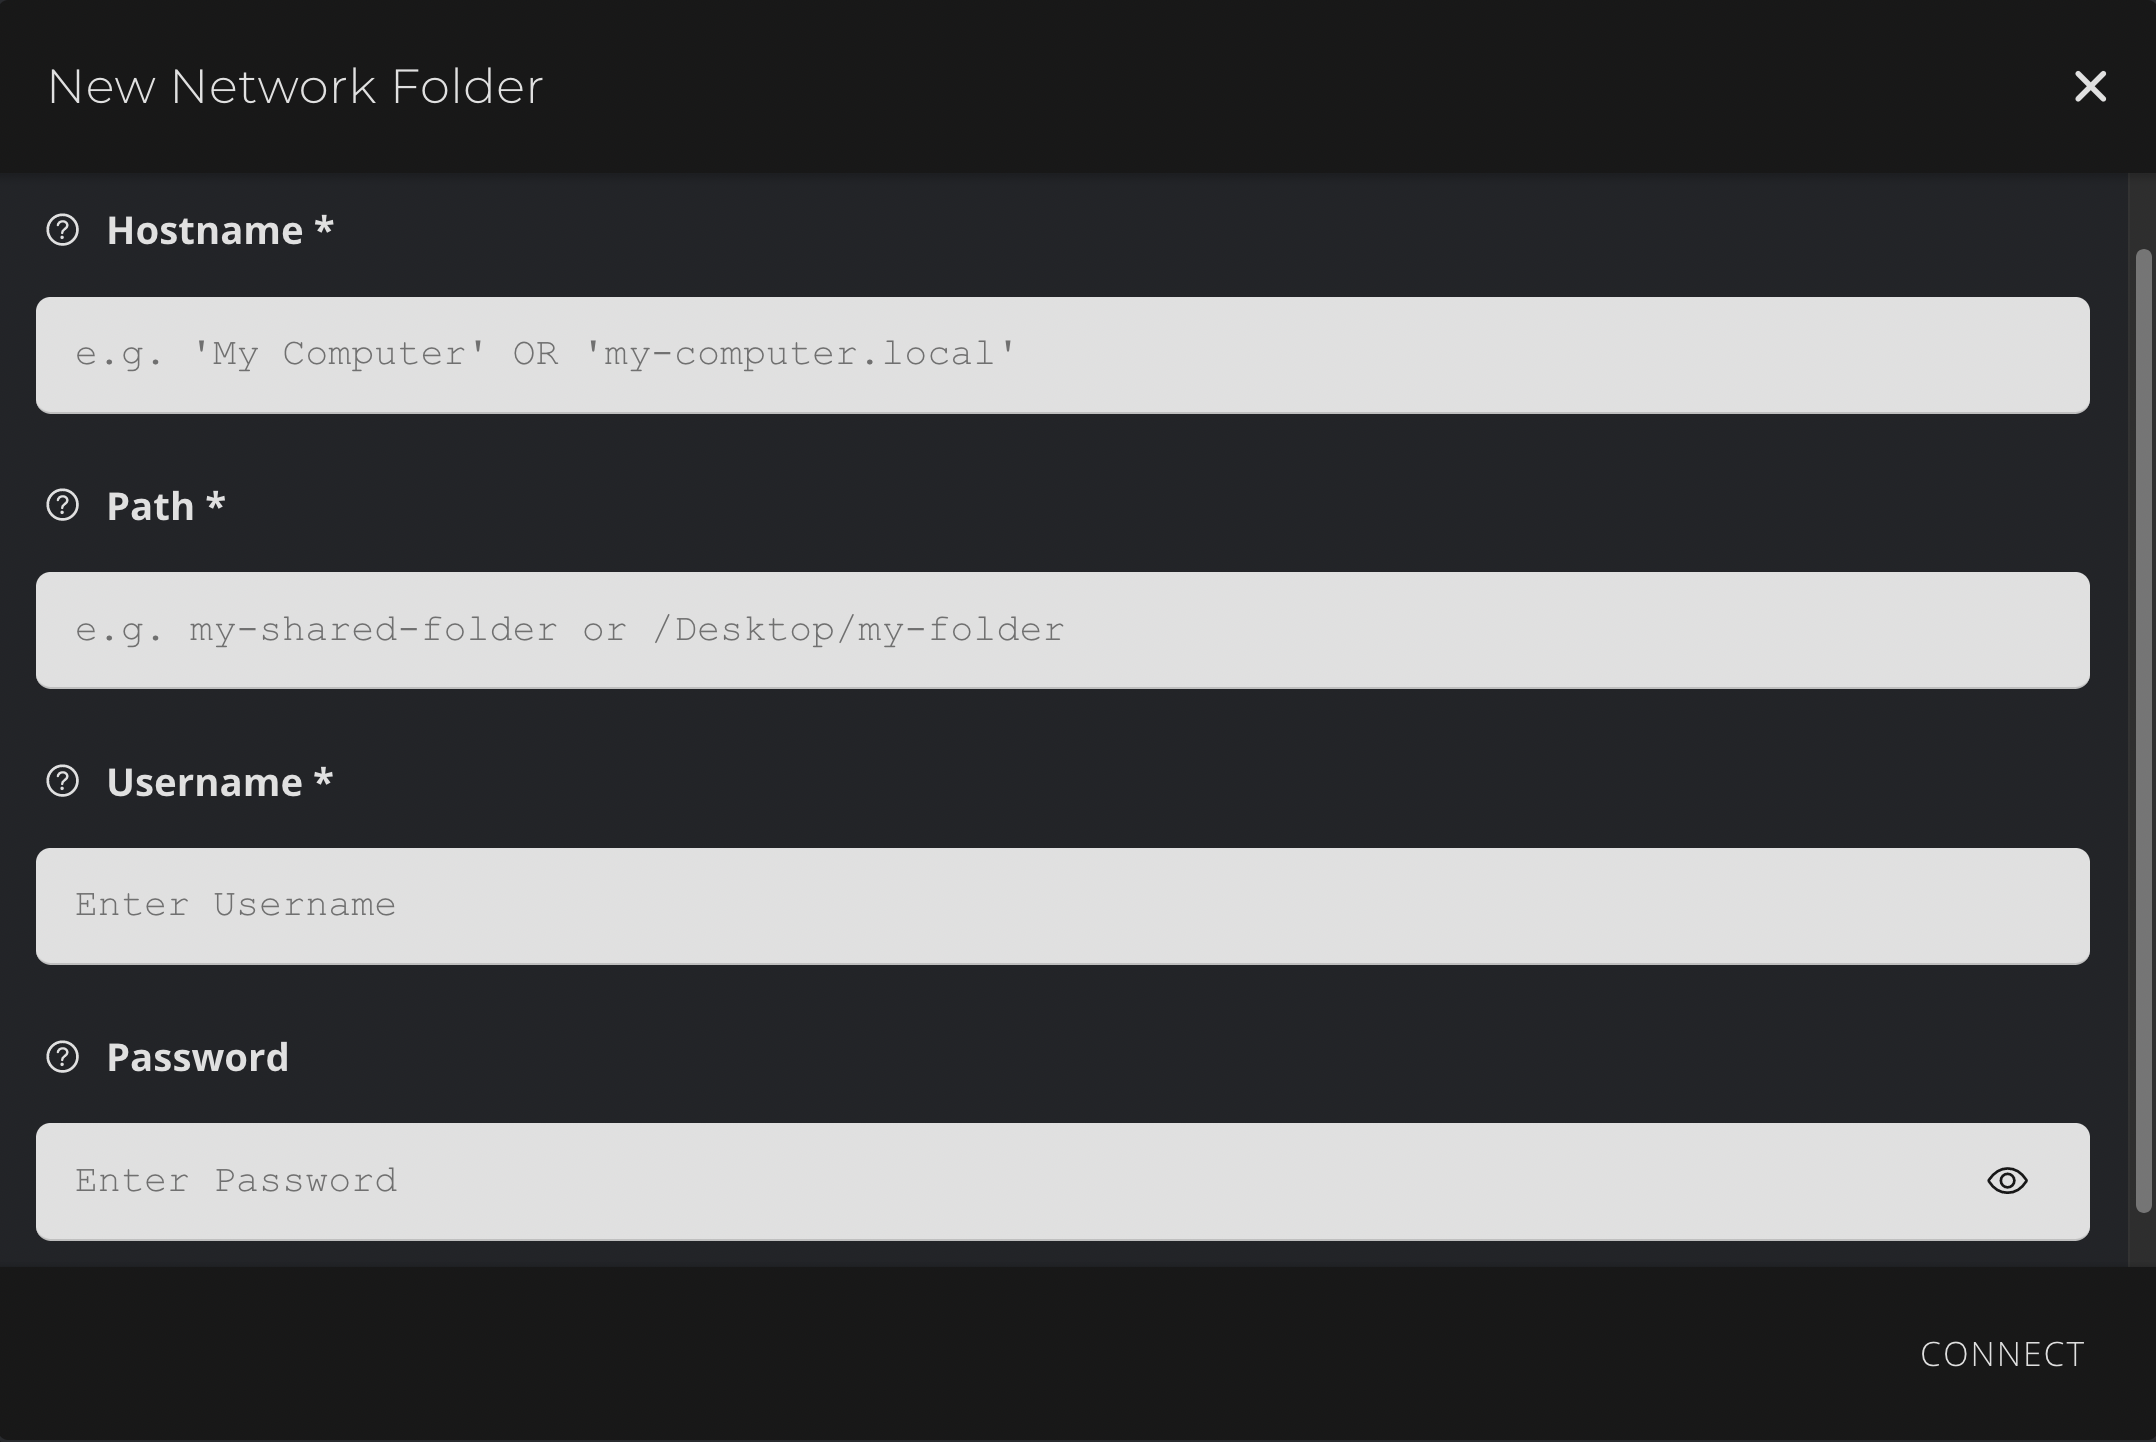 New Network Folder
Hostname *
e.g. 'My Computer' OR 'my-computer.local'
Path *
e.g. my-shared-folder or /Desktop/my-folder
Username *
Enter Username
Password
Enter Password
CONNECT